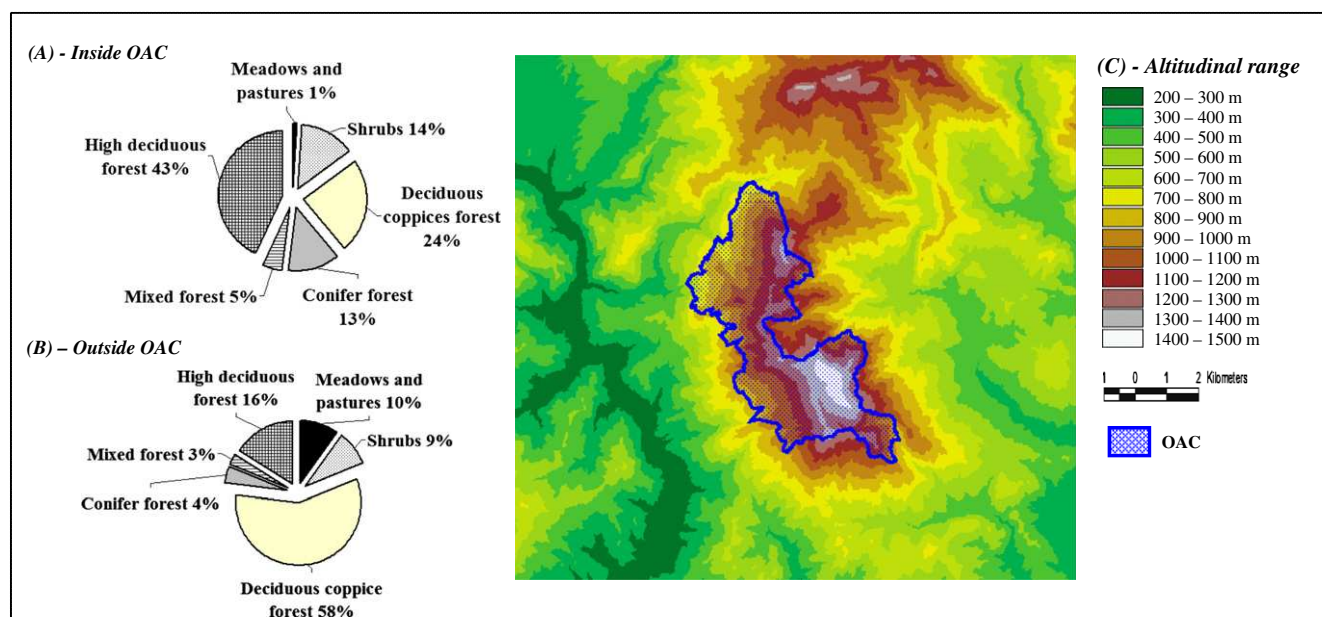 (A) - Inside OAC
Meadows and
pastures 1%
Shrubs 14%
High deciduous
forest 43%
Deciduous
coppices forest
24%
Mixed forest 5%
Conifer forest
13%
(B) – Outside OAC
High deciduous
forest 16%
Meadows and
pastures 10%
Shrubs 9%
Mixed forest 3%
Conifer forest 4%
Deciduous coppice
forest 58%
(C) - Altitudinal range
200 – 300 m
300 – 400 m
400 – 500 m
500 – 600 m
600 – 700 m
700 – 800 m
800 – 900 m
900 – 1000 m
1000 – 1100 m
1100 – 1200 m
1200 – 1300 m
1300 – 1400 m
1400 – 1500 m
1 0 1 2 Kilometers
OAC